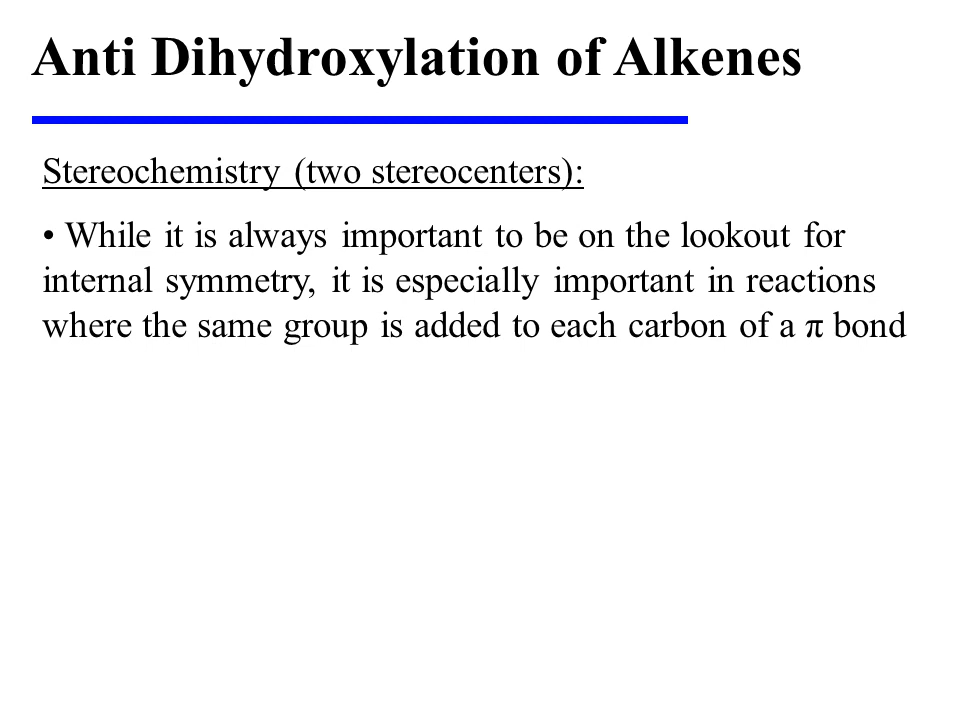 Anti Dihydroxylation of Alkenes
Stereochemistry (two stereocenters):
• While it is always important to be on the lookout for
internal symmetry, it is especially important in reactions
where the same group is added to each carbon of a π bond